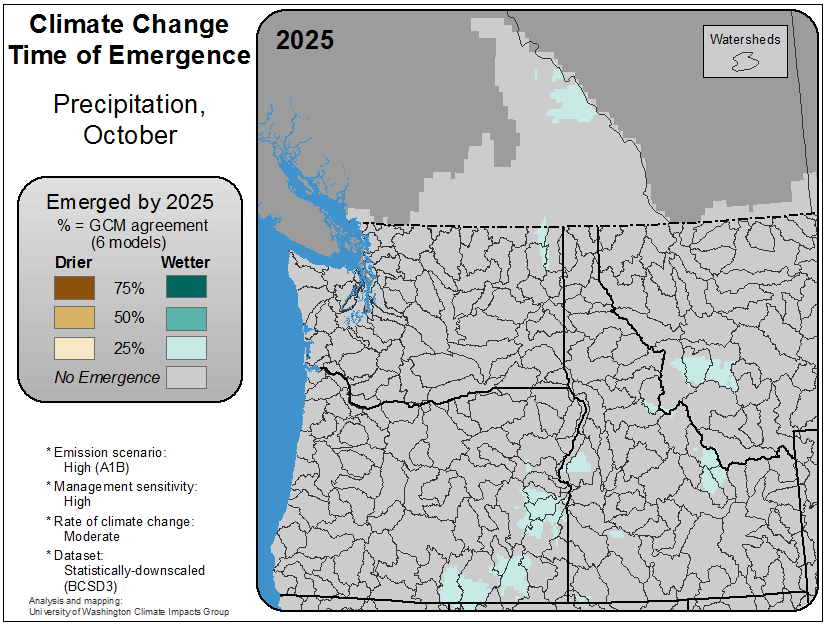 Climate Change
Time of Emergence
Precipitation,
October
Emerged by 2025
% = GCM agreement
(6 models)
Drier Wetter
75%
50%
25%
No Emergence
* Emission scenario:
High (A1B)
* Management sensitivity:
High
* Rate of climate change:
Moderate
* Dataset:
Statistically-downscaled
(BCSD3)
Analysis and mapping:
University of Washington Climate Impacts Group
2025
Watersheds